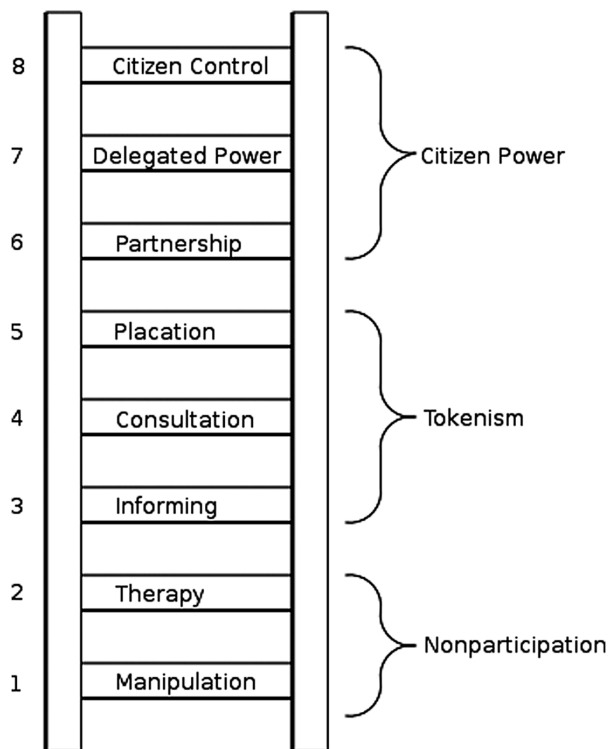 8 Citizen Control
7 Delegated Power
Citizen Power
6 Partnership
5 Placation
4 Consultation
Tokenism
3 Informing
2 Therapy
Nonparticipation
1 Manipulation